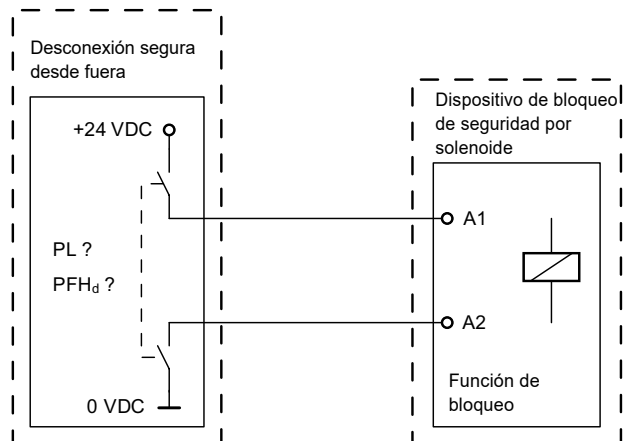 Desconexión segura
desde fuera
+24 VDC
PL ?
PFHd ?
0 VDC
Dispositivo de bloqueo
de seguridad por
solenoide
A1
A2
Función de
bloqueo